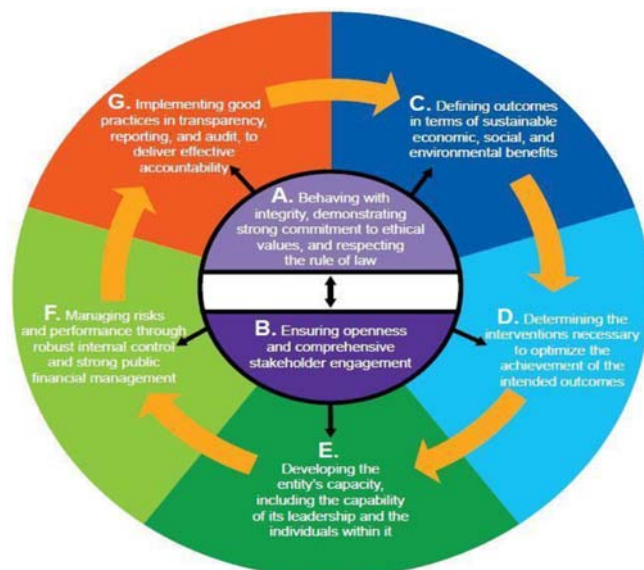 A. Behaving with
integrity, demonstrating
strong commitment to ethical
values, and respecting
the rule of law
B. Ensuring openness
and comprehensive
stakeholder engagement
C. Defining outcomes
in terms of sustainable
economic, social, and
environmental benefits
D. Determining the
interventions necessary
to optimize the
achievement of the
intended outcomes
E.
Developing the
entity's capacity,
including the capability
of its leadership and the
individuals within it
F. Managing risks
and performance through
robust internal control
and strong public
financial management
G. Implementing good
practices in transparency,
reporting, and audit, to
deliver effective
accountability